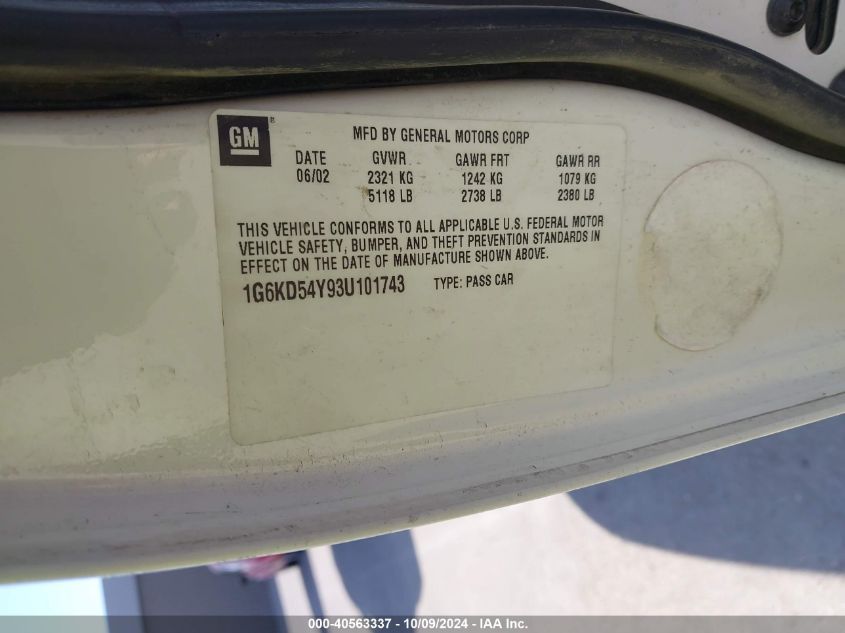 GM ®
MFD BY GENERAL MOTORS CORP
DATE GVWR GAWR FRT GAWR RR
06/02 2321 KG 1242 KG 1079 KG
5118 LB 2738 LB 2380 LB
THIS VEHICLE CONFORMS TO ALL APPLICABLE U.S. FEDERAL MOTOR
VEHICLE SAFETY, BUMPER, AND THEFT PREVENTION STANDARDS IN
EFFECT ON THE DATE OF MANUFACTURE SHOWN ABOVE.
1G6KD54Y93U101743 TYPE: PASS CAR
000-40563337 - 10/09/2024 - IAA Inc.